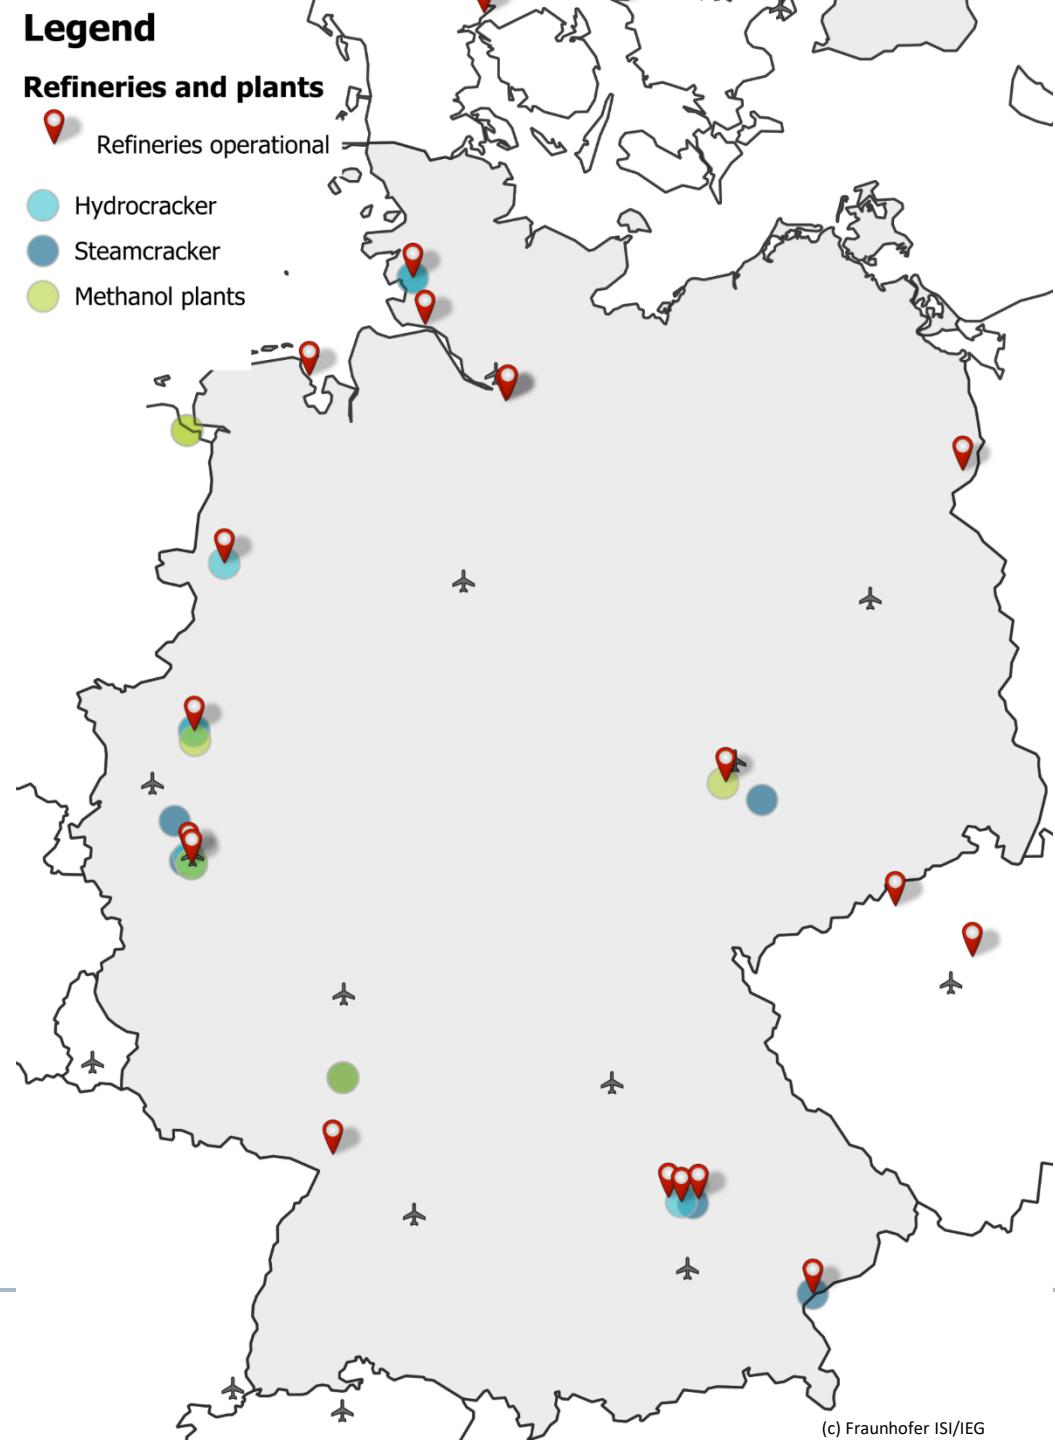 Legend
Refineries and plants
Refineries operational
Hydrocracker
Steamcracker
Methanol plants
(c) Fraunhofer ISI/IEG